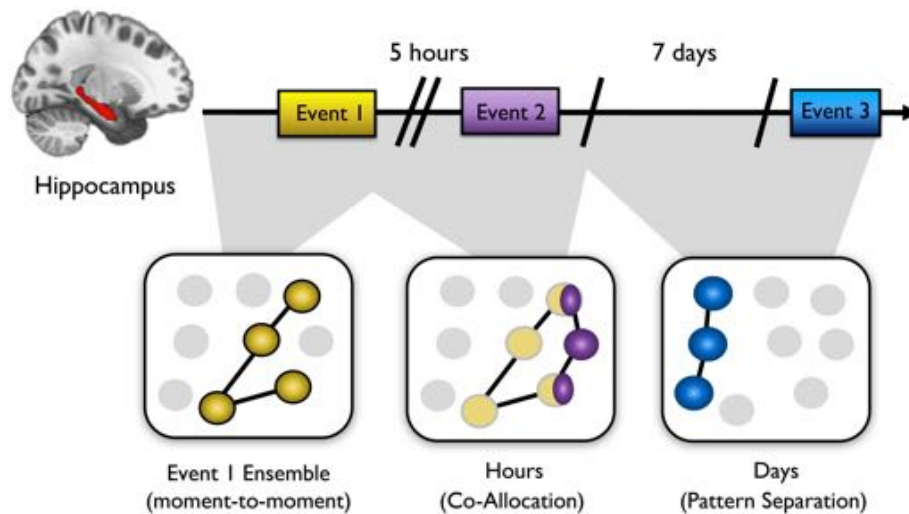 5 hours
7 days
Event 1
Event 2
Event 3
Hippocampus
Event 1 Ensemble
(moment-to-moment)
Hours
(Co-Allocation)
Days
(Pattern Separation)